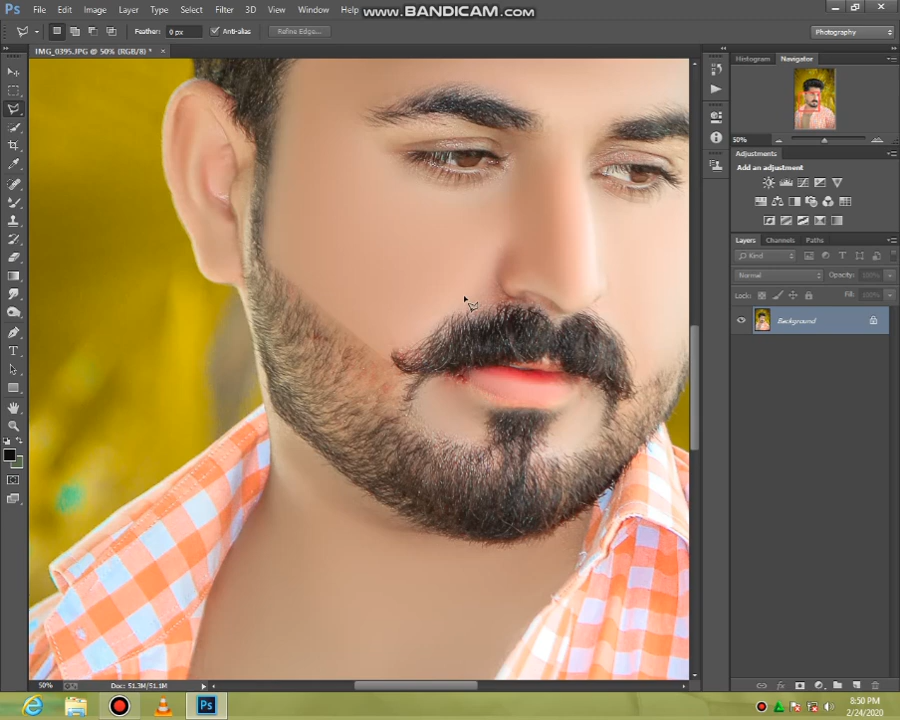 Ps File Edit Image Layer Type Select Filter 3D View Window Help
www.BANDICAM.com
Feather: 0 px Anti-alias Refine Edge... Photography
IMG_0395.JPG @ 50% (RGB/8) * ×
Histogram Navigator
50%
Adjustments
Add an adjustment
Layers Channels Paths
Kind
Normal Opacity: 100%
Lock: Fill: 100%
Background
50% Doc: 51.3M/51.1M
Ps
8:50 PM
2/24/2020